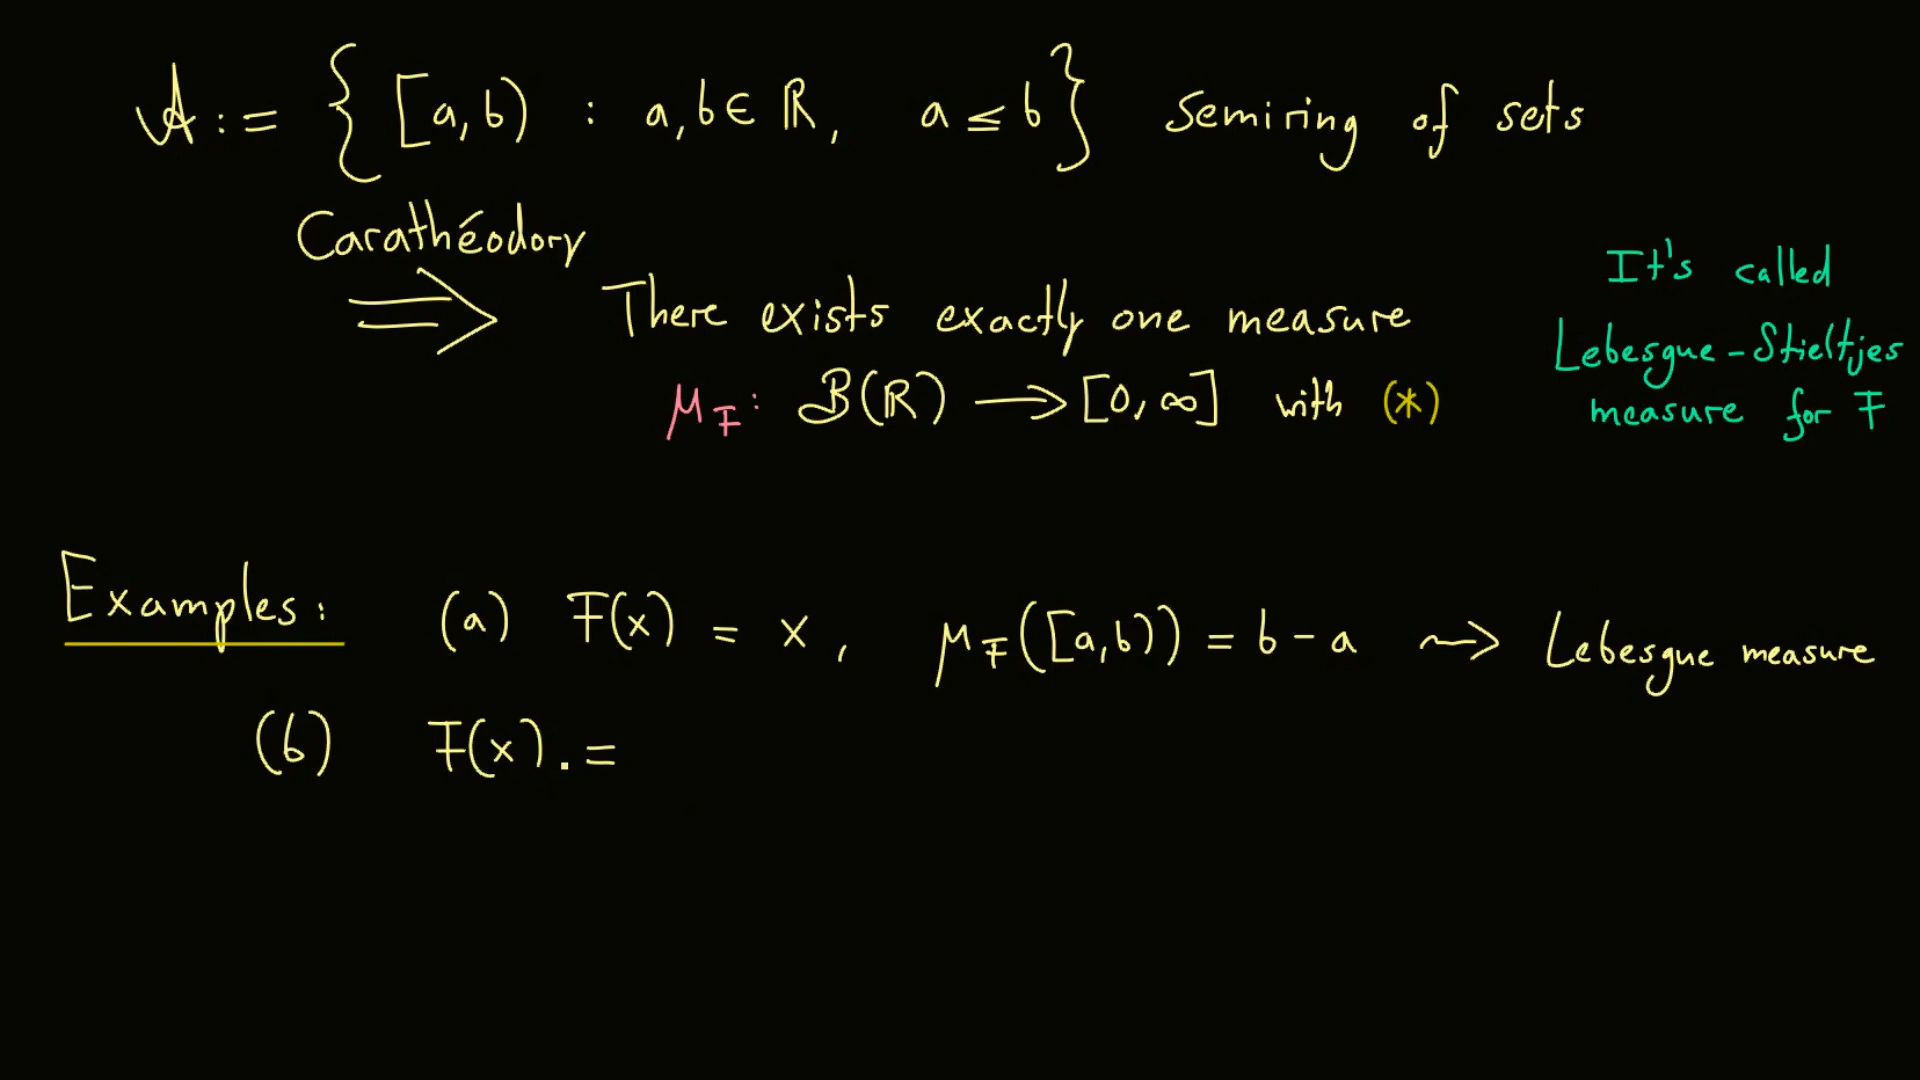 𝒜 := { [a,b) : a,b ∈ ℝ, a ≤ b } semiring of sets
Carathéodory
⟹ There exists exactly one measure
μ_F : ℬ(ℝ) ⟶ [0,∞] with (*)
It's called
Lebesgue-Stieltjes
measure for F
Examples: (a) F(x) = x , μ_F([a,b)) = b - a ⇝ Lebesgue measure
(b) F(x) . =